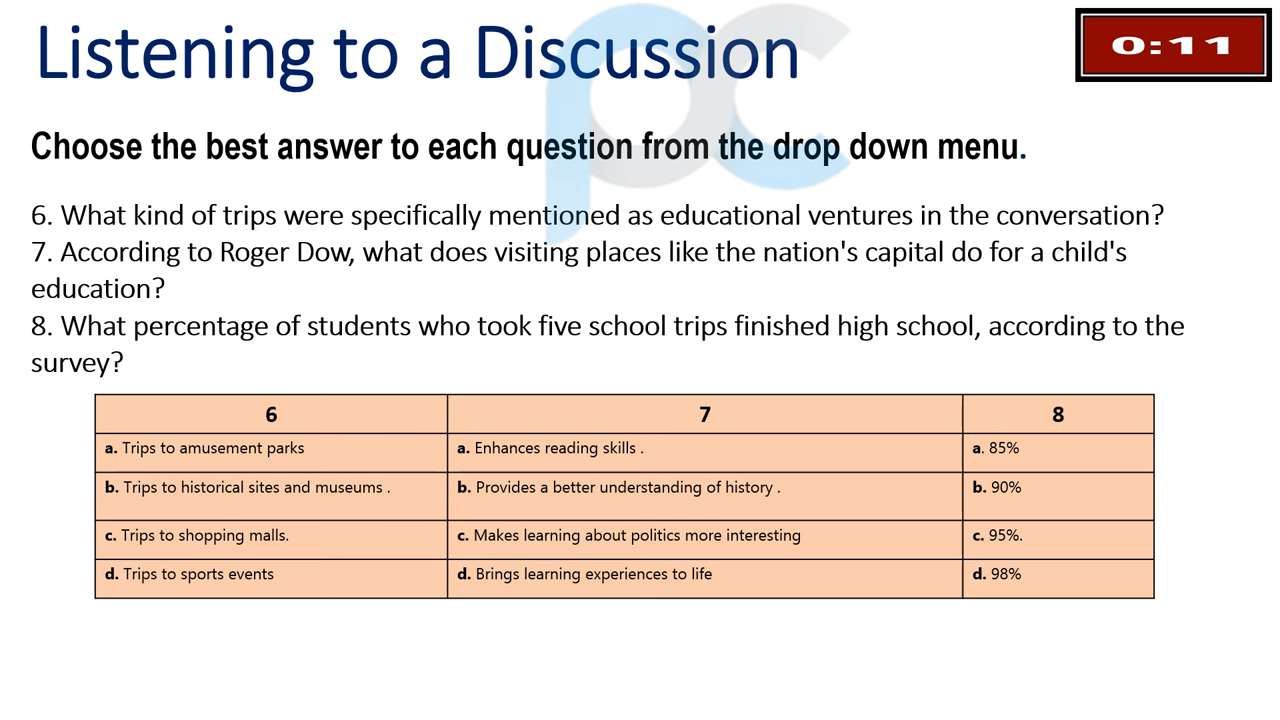 Listening to a Discussion
0:11
Choose the best answer to each question from the drop down menu.
6. What kind of trips were specifically mentioned as educational ventures in the conversation?
7. According to Roger Dow, what does visiting places like the nation's capital do for a child's
education?
8. What percentage of students who took five school trips finished high school, according to the
survey?
6 7 8
a. Trips to amusement parks a. Enhances reading skills . a. 85%
b. Trips to historical sites and museums . b. Provides a better understanding of history . b. 90%
c. Trips to shopping malls. c. Makes learning about politics more interesting c. 95%.
d. Trips to sports events d. Brings learning experiences to life d. 98%